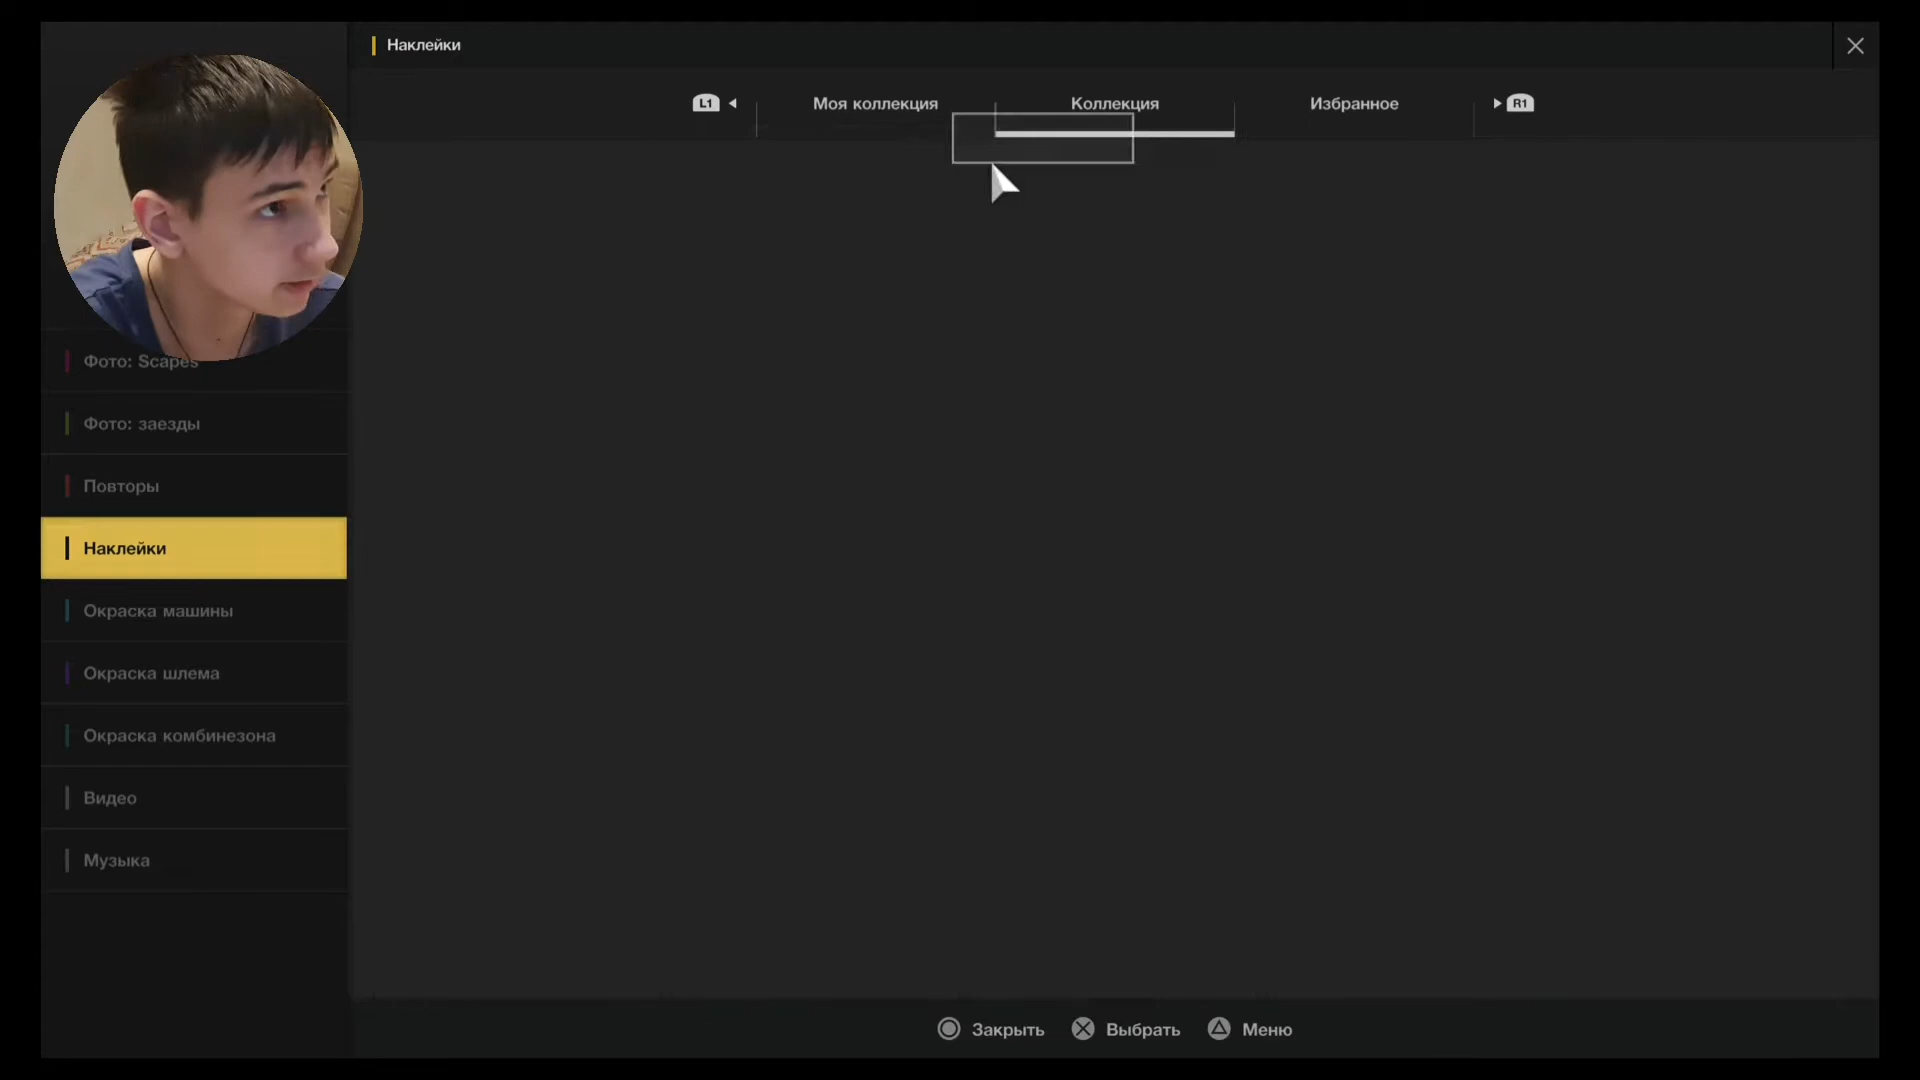 Наклейки
L1
Моя коллекция
Коллекция
Избранное
R1
Фото: Scapes
Фото: заезды
Повторы
Наклейки
Окраска машины
Окраска шлема
Окраска комбинезона
Видео
Музыка
Закрыть
Выбрать
Меню